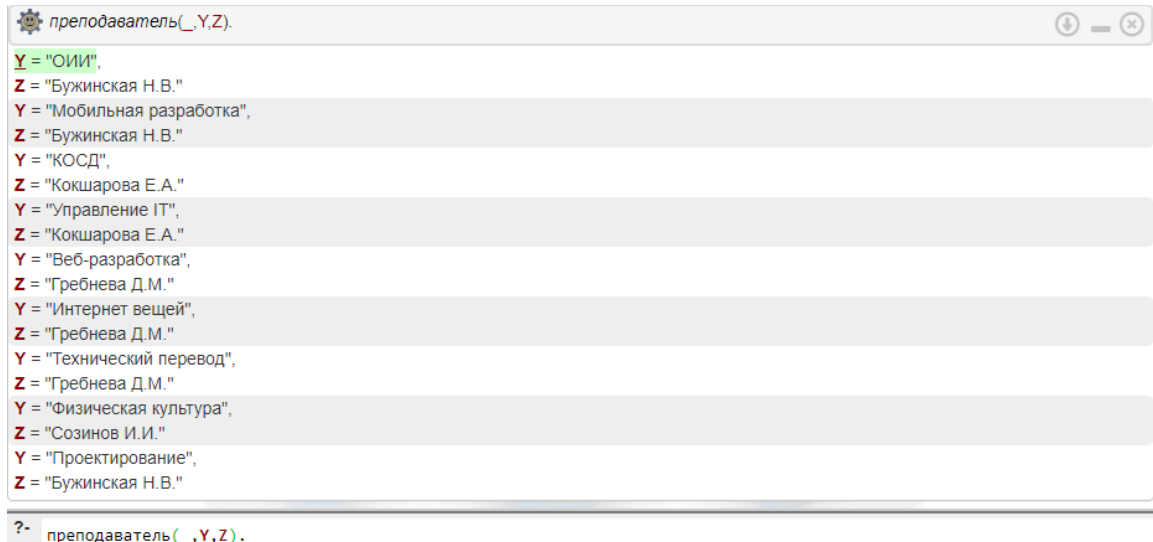 преподаватель(_,Y,Z).
Y = "ОИИ",
Z = "Бужинская Н.В."
Y = "Мобильная разработка",
Z = "Бужинская Н.В."
Y = "КОСД",
Z = "Кокшарова Е.А."
Y = "Управление IT",
Z = "Кокшарова Е.А."
Y = "Веб-разработка",
Z = "Гребнева Д.М."
Y = "Интернет вещей",
Z = "Гребнева Д.М."
Y = "Технический перевод",
Z = "Гребнева Д.М."
Y = "Физическая культура",
Z = "Созинов И.И."
Y = "Проектирование",
Z = "Бужинская Н.В."
?- преподаватель(_,Y,Z).